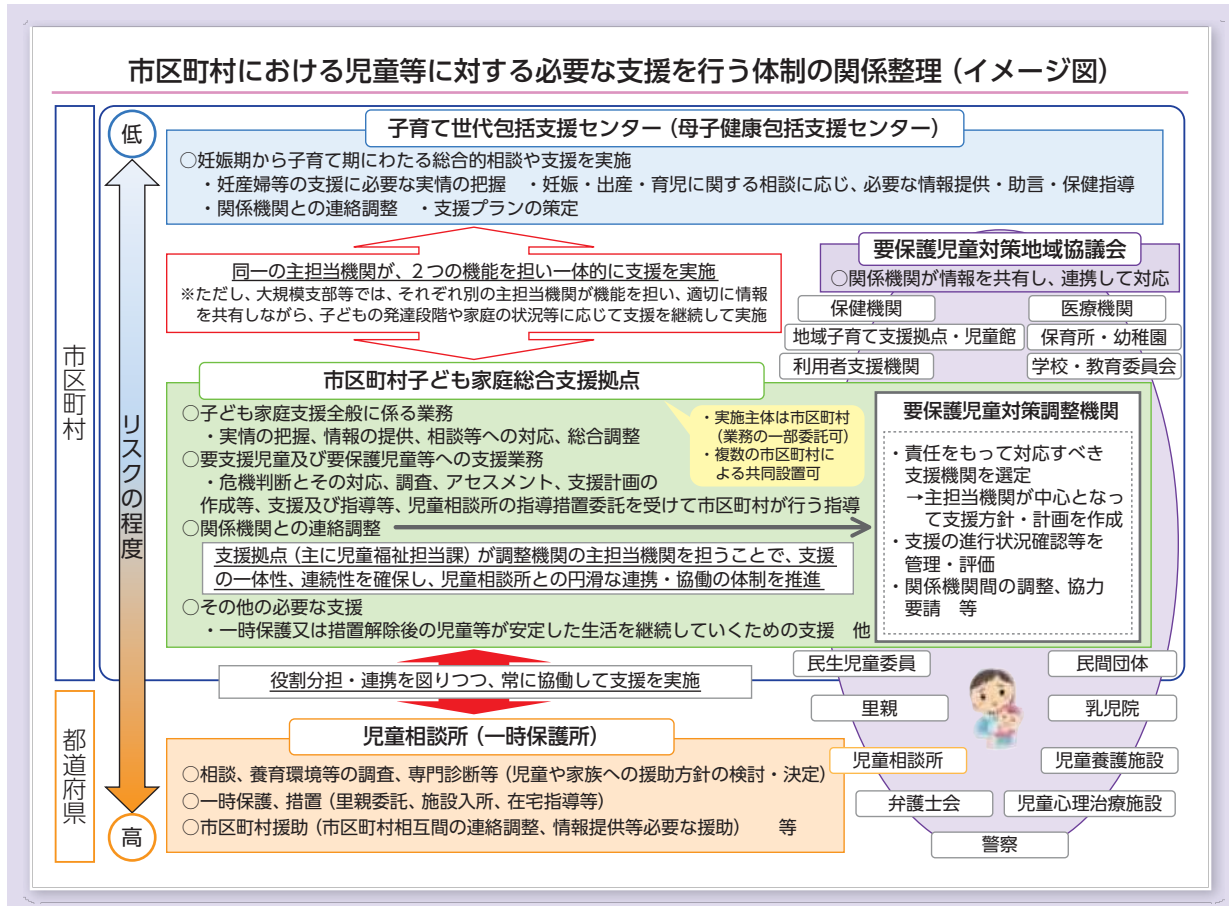 市区町村における児童等に対する必要な支援を行う体制の関係整理（イメージ図）
市区町村
都道府県
低
リスクの程度
高
子育て世代包括支援センター（母子健康包括支援センター）
○妊娠期から子育て期にわたる総合的相談や支援を実施
・妊産婦等の支援に必要な実情の把握　・妊娠・出産・育児に関する相談に応じ、必要な情報提供・助言・保健指導
・関係機関との連絡調整　・支援プランの策定
同一の主担当機関が、２つの機能を担い一体的に支援を実施
※ただし、大規模支部等では、それぞれ別の主担当機関が機能を担い、適切に情報
を共有しながら、子どもの発達段階や家庭の状況等に応じて支援を継続して実施
市区町村子ども家庭総合支援拠点
○子ども家庭支援全般に係る業務
・実情の把握、情報の提供、相談等への対応、総合調整
○要支援児童及び要保護児童等への支援業務
・危機判断とその対応、調査、アセスメント、支援計画の
作成等、支援及び指導等、児童相談所の指導措置委託を受けて市区町村が行う指導
○関係機関との連絡調整
支援拠点（主に児童福祉担当課）が調整機関の主担当機関を担うことで、支援
の一体性、連続性を確保し、児童相談所との円滑な連携・協働の体制を推進
○その他の必要な支援
・一時保護又は措置解除後の児童等が安定した生活を継続していくための支援　他
・実施主体は市区町村
（業務の一部委託可）
・複数の市区町村に
よる共同設置可
役割分担・連携を図りつつ、常に協働して支援を実施
児童相談所（一時保護所）
○相談、養育環境等の調査、専門診断等（児童や家族への援助方針の検討・決定）
○一時保護、措置（里親委託、施設入所、在宅指導等）
○市区町村援助（市区町村相互間の連絡調整、情報提供等必要な援助）　等
要保護児童対策地域協議会
○関係機関が情報を共有し、連携して対応
保健機関
医療機関
地域子育て支援拠点・児童館
保育所・幼稚園
利用者支援機関
学校・教育委員会
要保護児童対策調整機関
・責任をもって対応すべき
支援機関を選定
→主担当機関が中心となっ
て支援方針・計画を作成
・支援の進行状況確認等を
管理・評価
・関係機関間の調整、協力
要請　等
民生児童委員
民間団体
里親
乳児院
児童相談所
児童養護施設
弁護士会
児童心理治療施設
警察